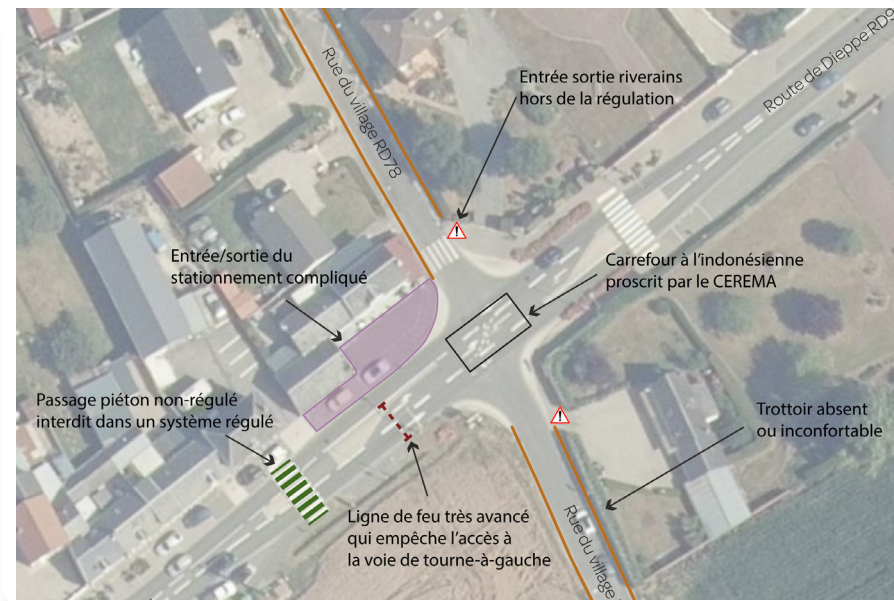 Rue du village RD78
Entrée sortie riverains
hors de la régulation
Route de Dieppe RD9
Entrée/sortie du
stationnement compliqué
Carrefour à l'indonésienne
proscrit par le CEREMA
Passage piéton non-régulé
interdit dans un système régulé
Trottoir absent
ou inconfortable
Ligne de feu très avancé
qui empêche l'accès à
la voie de tourne-à-gauche
Rue du village
!
!